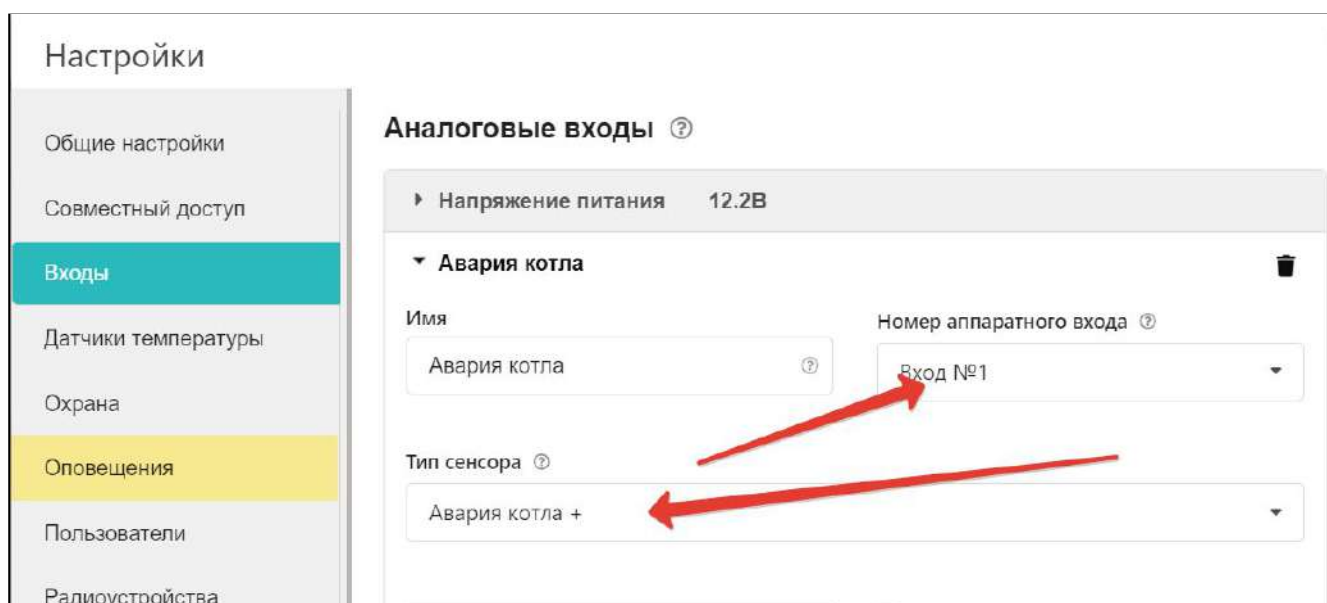 Настройки
Общие настройки
Совместный доступ
Входы
Датчики температуры
Охрана
Оповещения
Пользователи
Радиоустройства
Аналоговые входы ?
Напряжение питания 12.2В
Авария котла
Имя
Авария котла ?
Номер аппаратного входа ?
Вход №1
Тип сенсора ?
Авария котла +